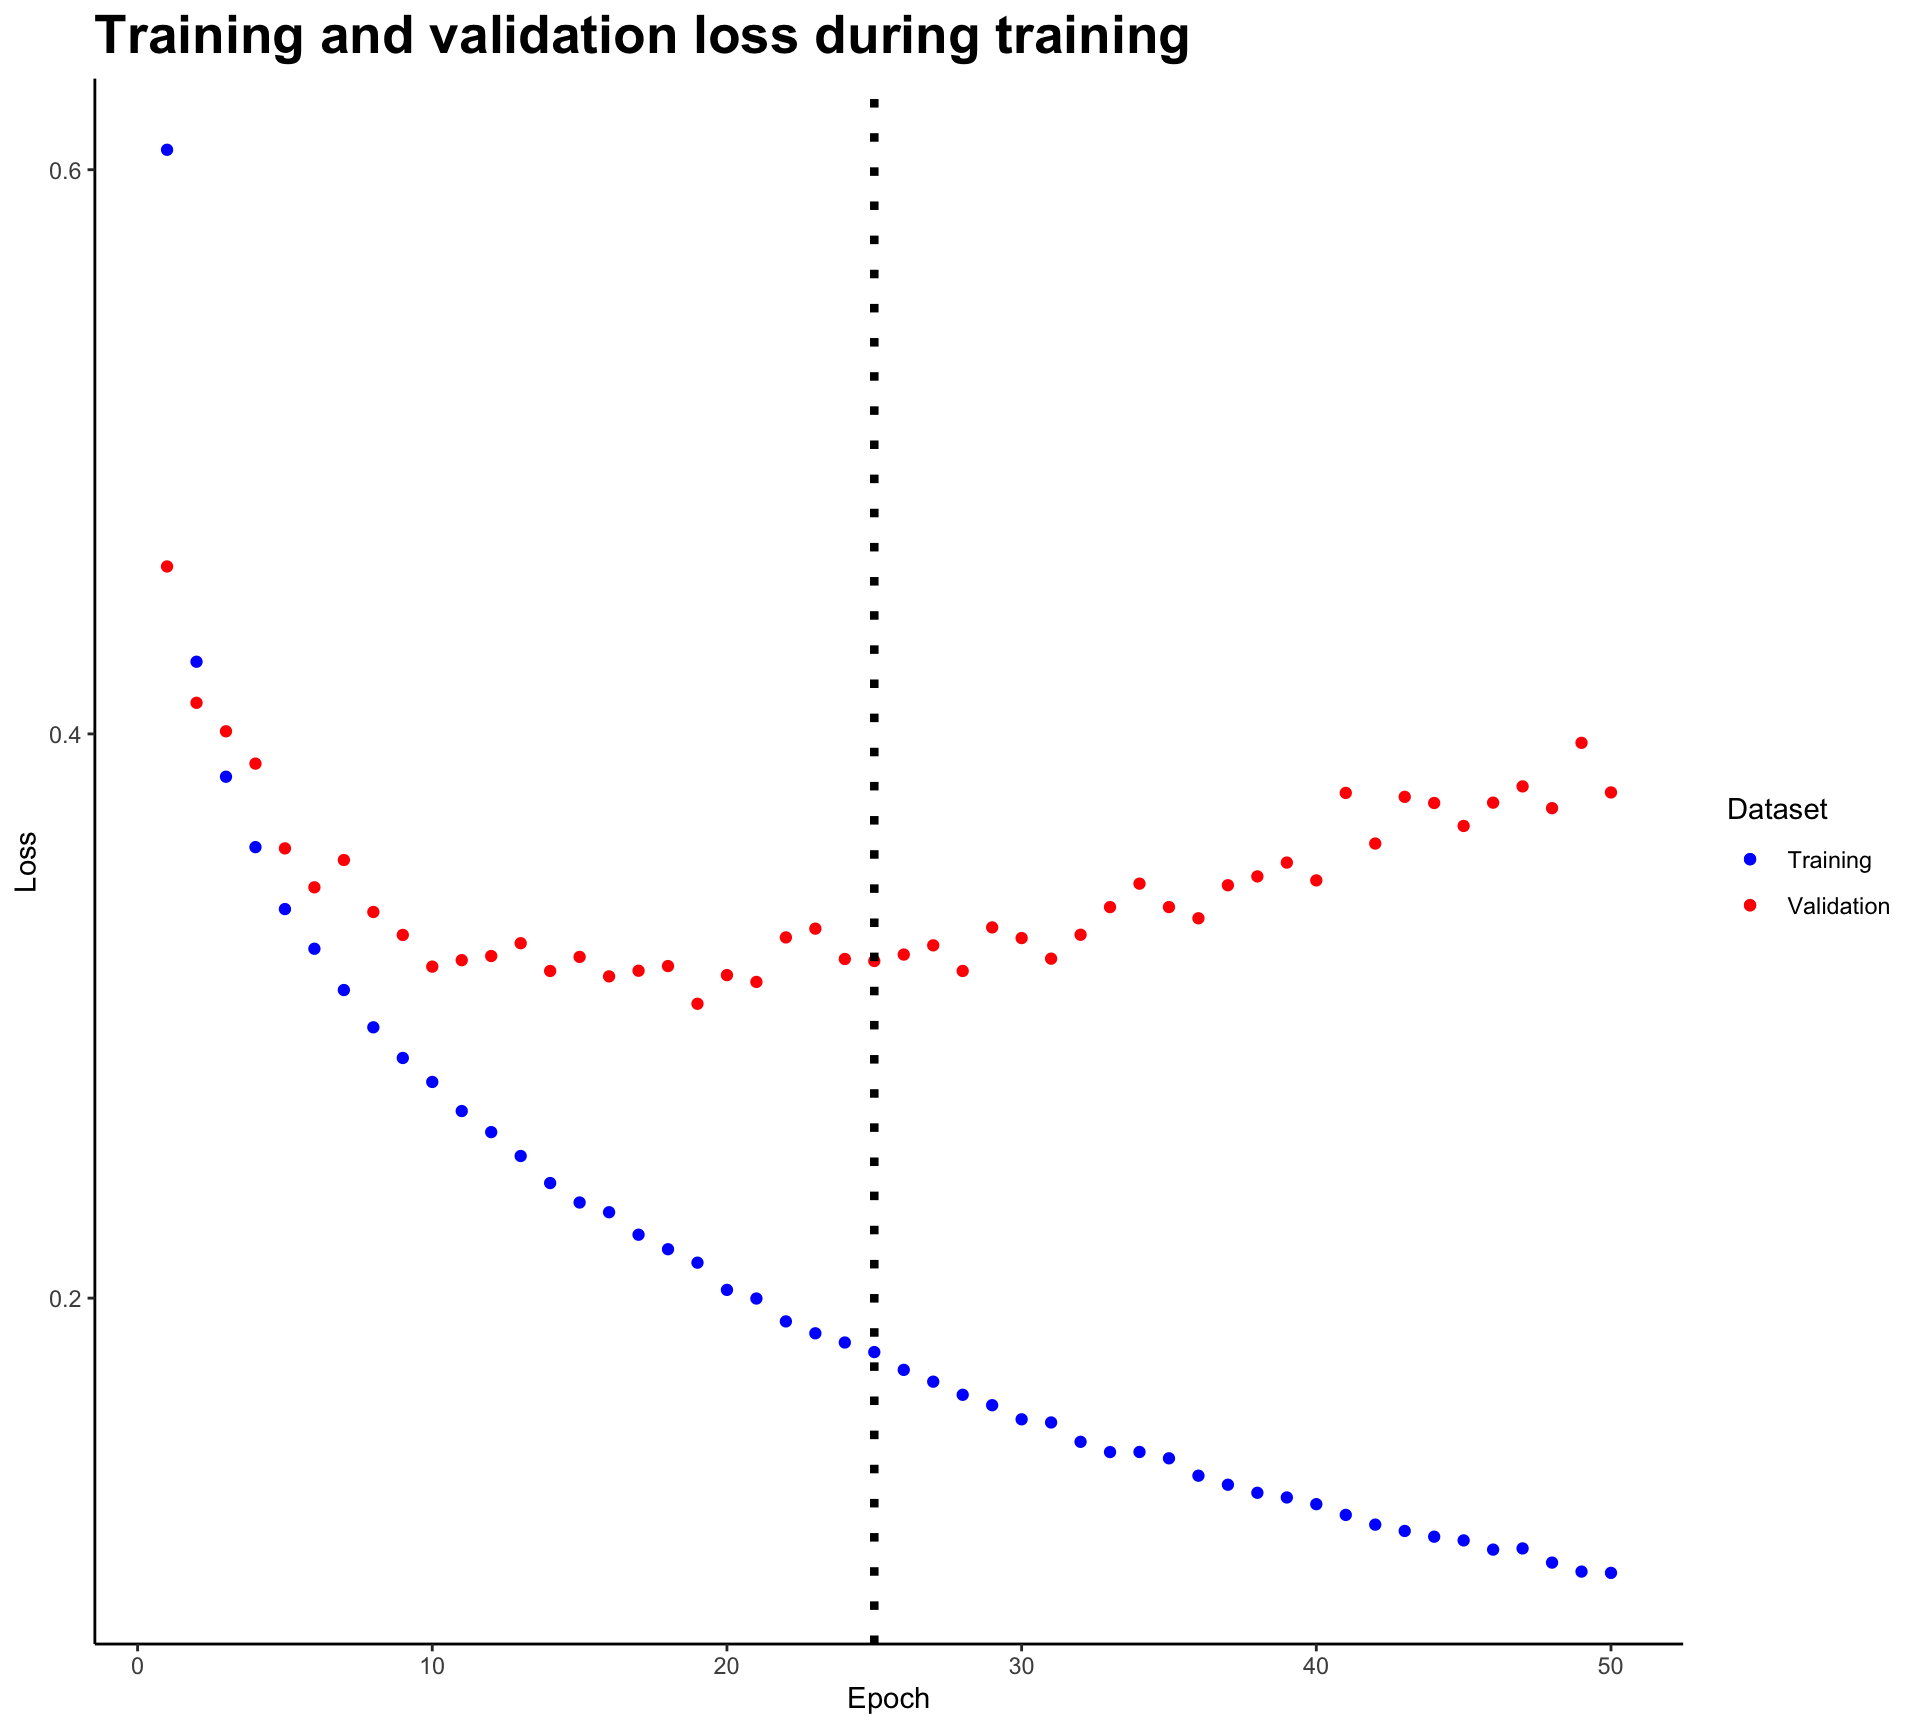 Training and validation loss during training
0.6
0.4
0.2
Loss
0 10 20 30 40 50
Epoch
Dataset
Training
Validation